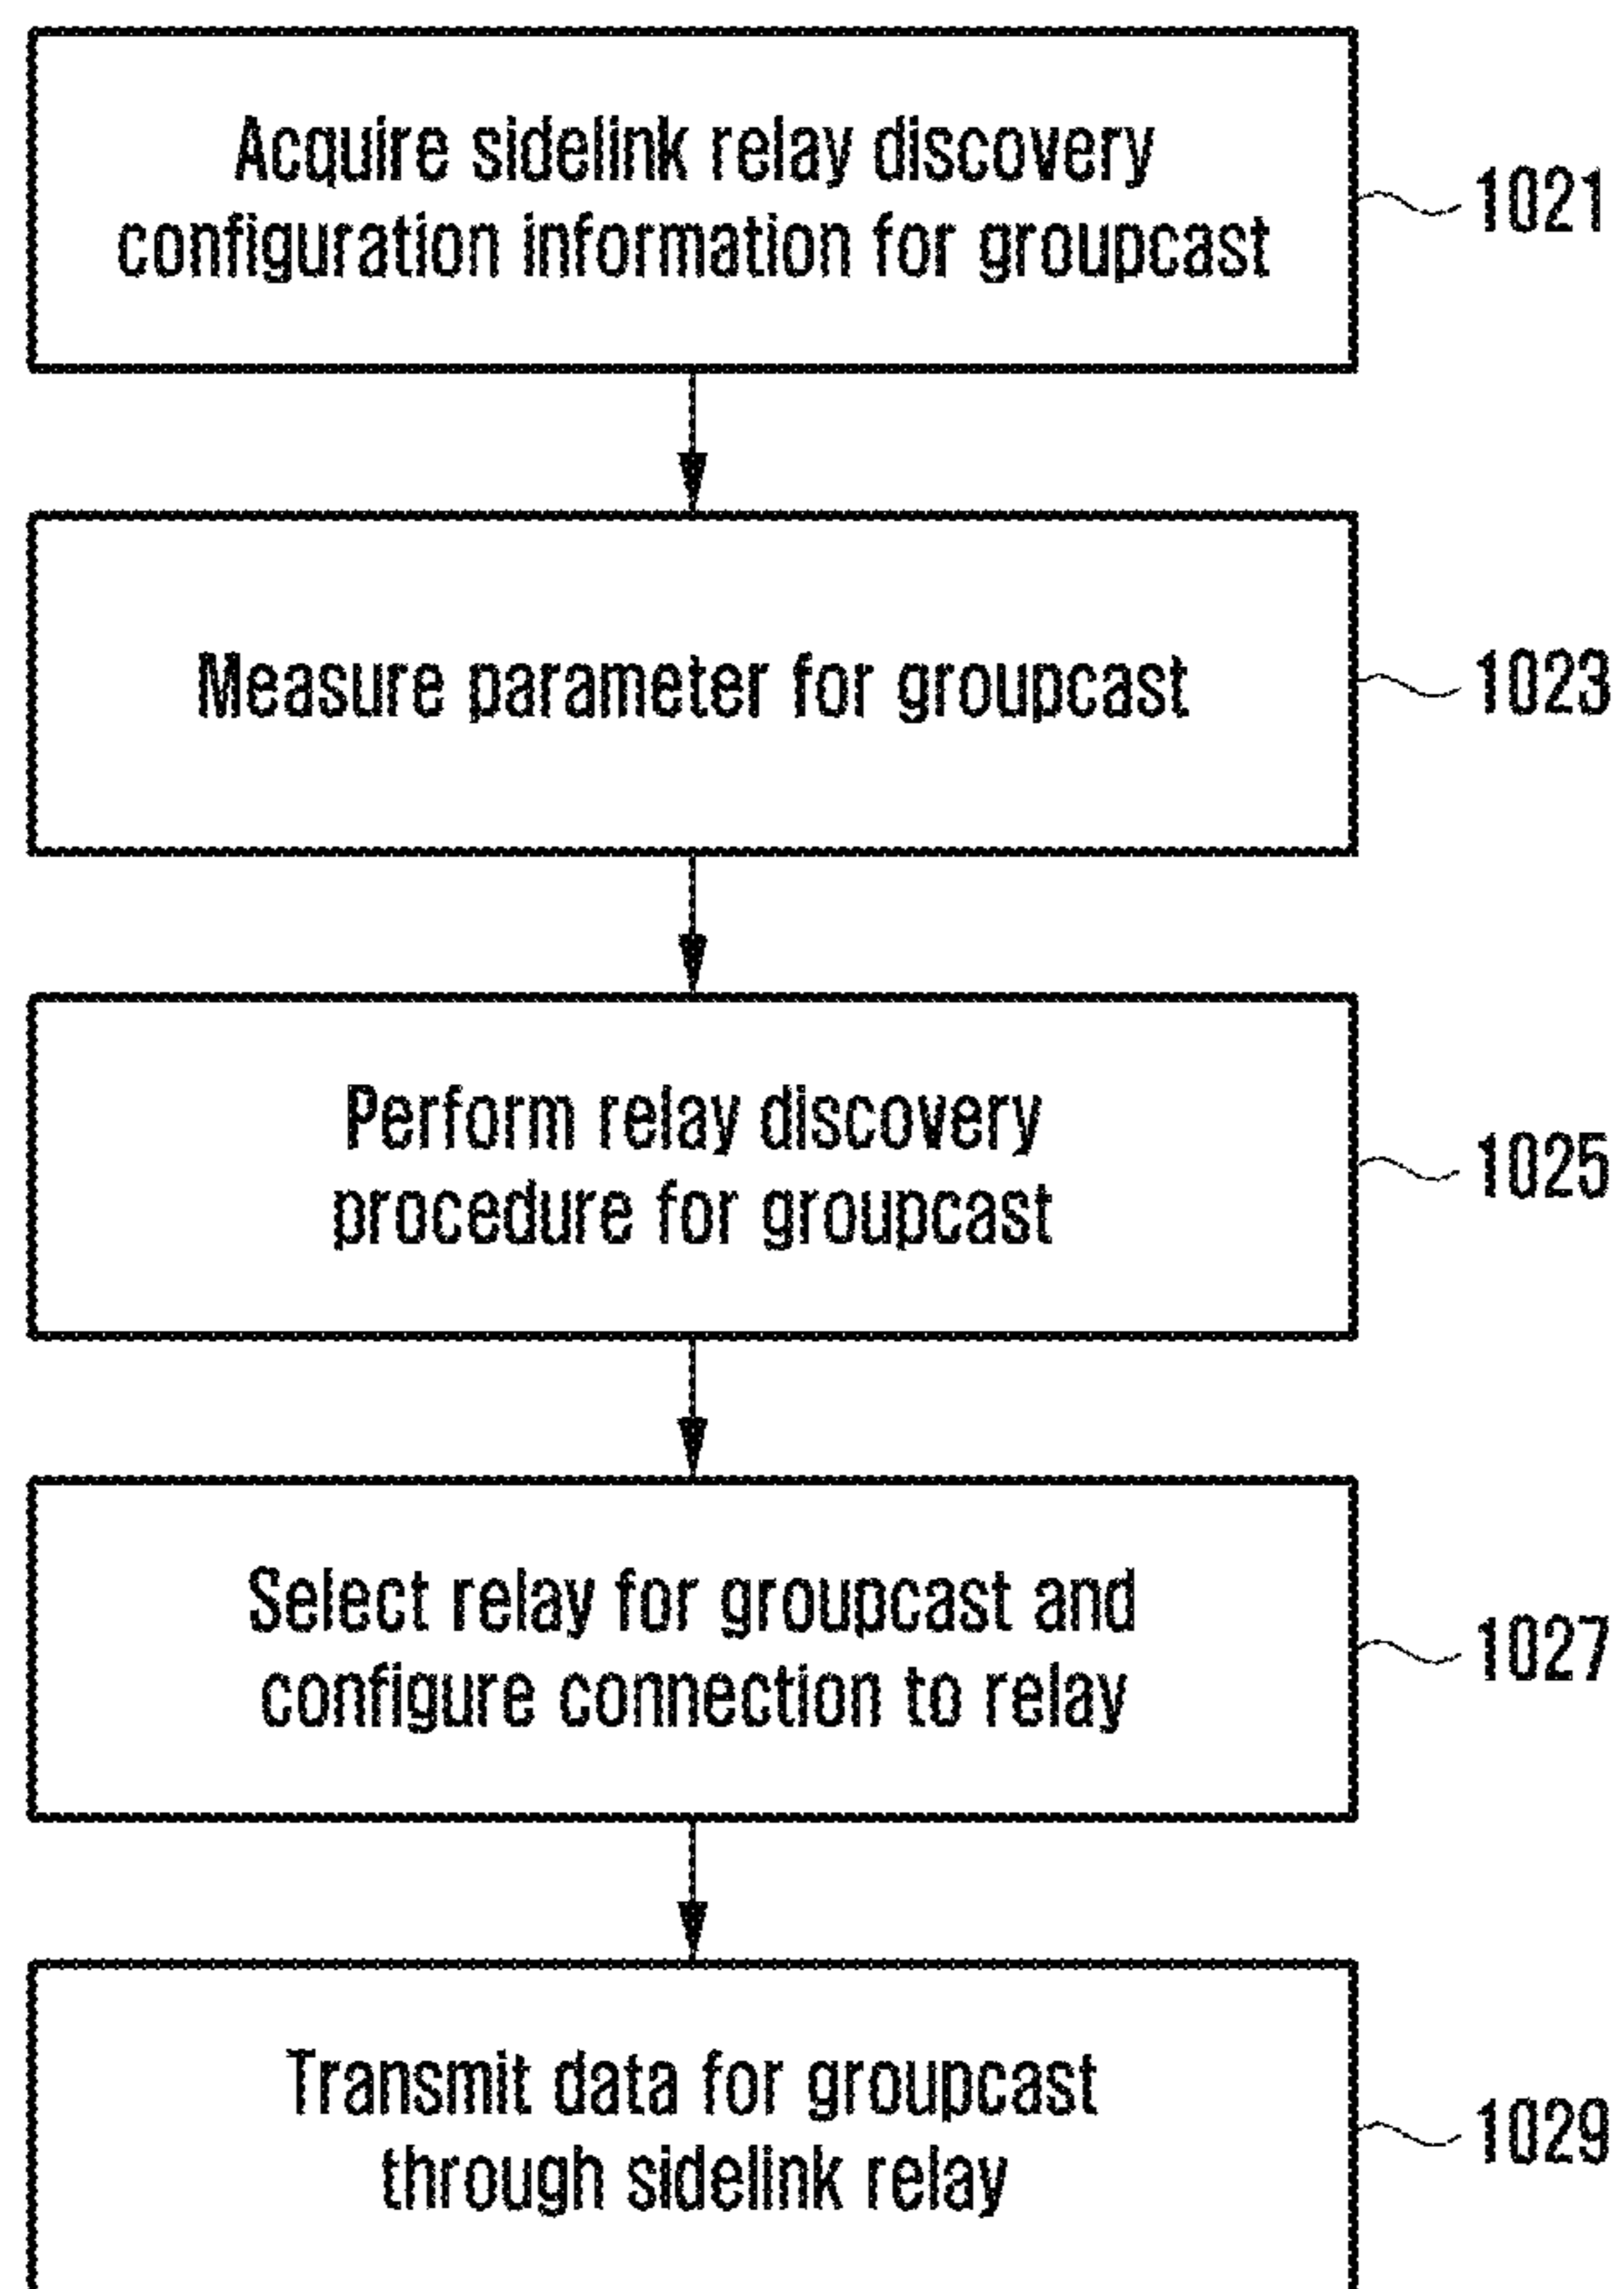 Acquire sidelink relay discovery
configuration information for groupcast
1021
Measure parameter for groupcast
1023
Perform relay discovery
procedure for groupcast
1025
Select relay for groupcast and
configure connection to relay
1027
Transmit data for groupcast
through sidelink relay
1029